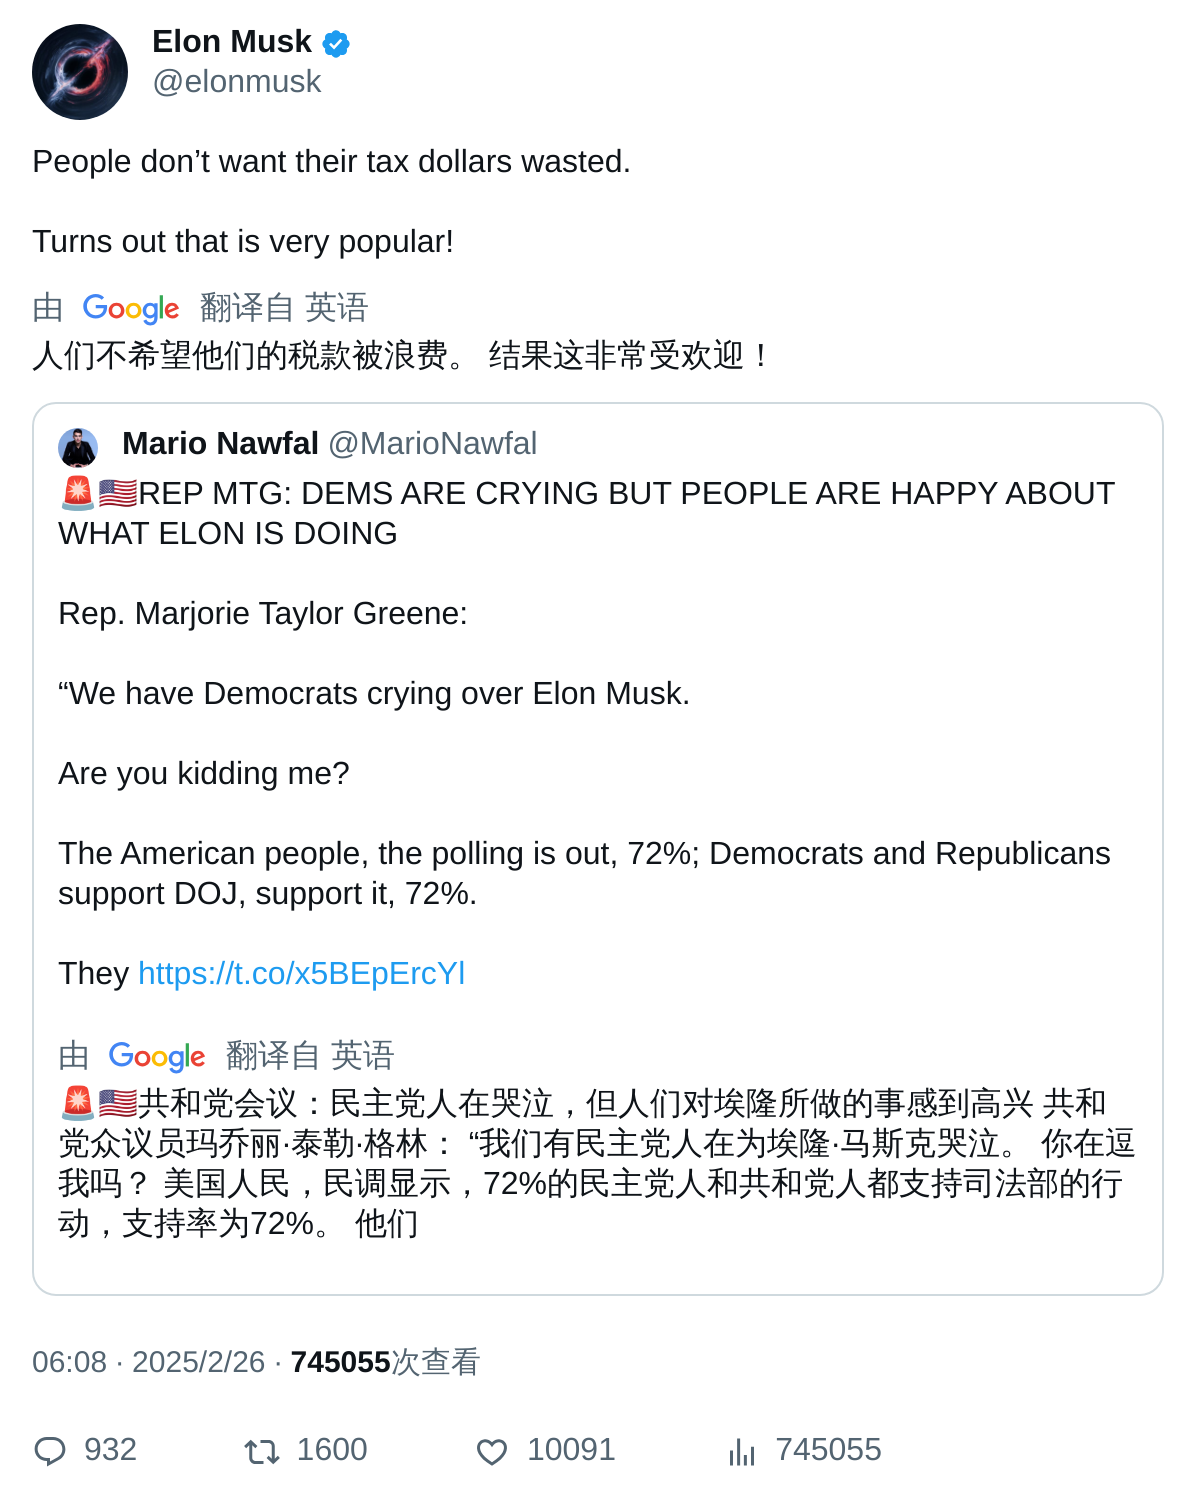 Elon Musk
@elonmusk
People don’t want their tax dollars wasted.
Turns out that is very popular!
由 Google 翻译自 英语
人们不希望他们的税款被浪费。 结果这非常受欢迎！
Mario Nawfal @MarioNawfal
🚨🇺🇸REP MTG: DEMS ARE CRYING BUT PEOPLE ARE HAPPY ABOUT
WHAT ELON IS DOING
Rep. Marjorie Taylor Greene:
“We have Democrats crying over Elon Musk.
Are you kidding me?
The American people, the polling is out, 72%; Democrats and Republicans
support DOJ, support it, 72%.
They https://t.co/x5BEpErcYl
由 Google 翻译自 英语
🚨🇺🇸共和党会议：民主党人在哭泣，但人们对埃隆所做的事感到高兴 共和
党众议员玛乔丽·泰勒·格林： “我们有民主党人在为埃隆·马斯克哭泣。 你在逗
我吗？ 美国人民，民调显示，72%的民主党人和共和党人都支持司法部的行
动，支持率为72%。 他们
06:08 · 2025/2/26 · 745055次查看
932 1600 10091 745055